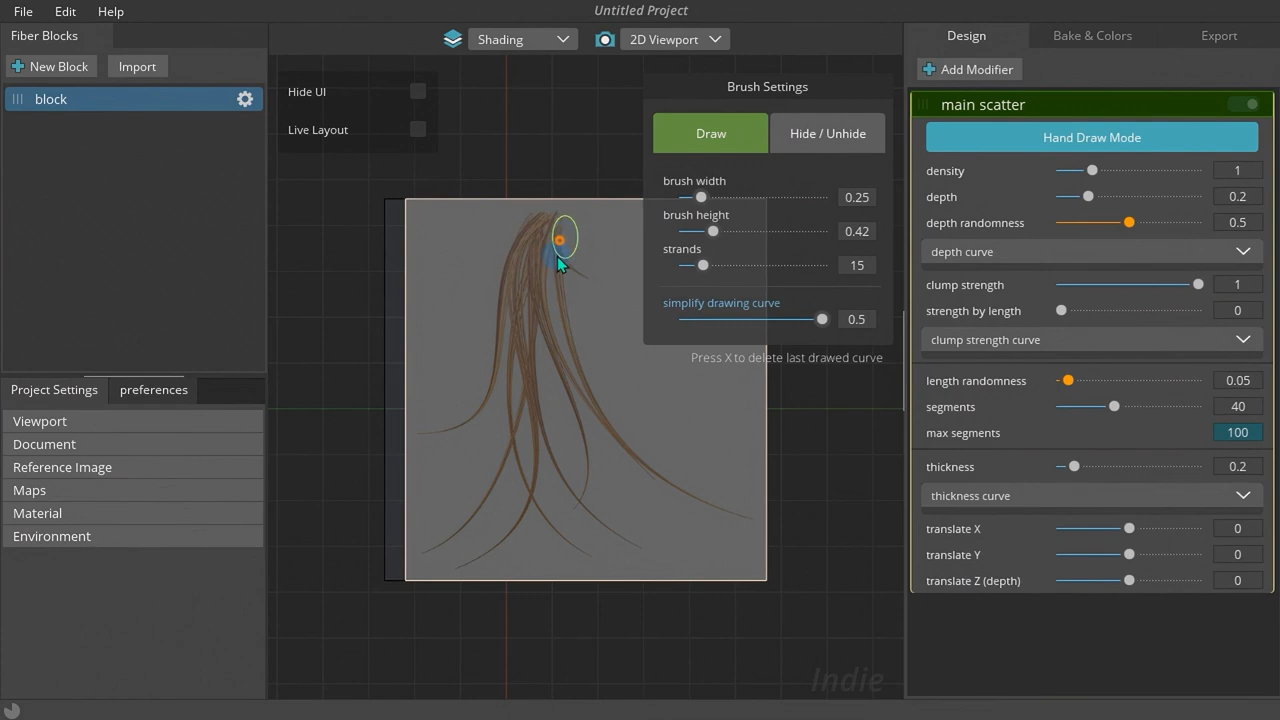 File Edit Help
Untitled Project
Fiber Blocks
New Block Import
block
Project Settings preferences
Viewport
Document
Reference Image
Maps
Material
Environment
Shading 2D Viewport
Hide UI
Live Layout
Brush Settings
Draw Hide / Unhide
brush width
0.25
brush height
0.42
strands
15
simplify drawing curve
0.5
Press X to delete last drawed curve
Indie
Design Bake & Colors Export
Add Modifier
main scatter
Hand Draw Mode
density 1
depth 0.2
depth randomness 0.5
depth curve
clump strength 1
strength by length 0
clump strength curve
length randomness 0.05
segments 40
max segments 100
thickness 0.2
thickness curve
translate X 0
translate Y 0
translate Z (depth) 0